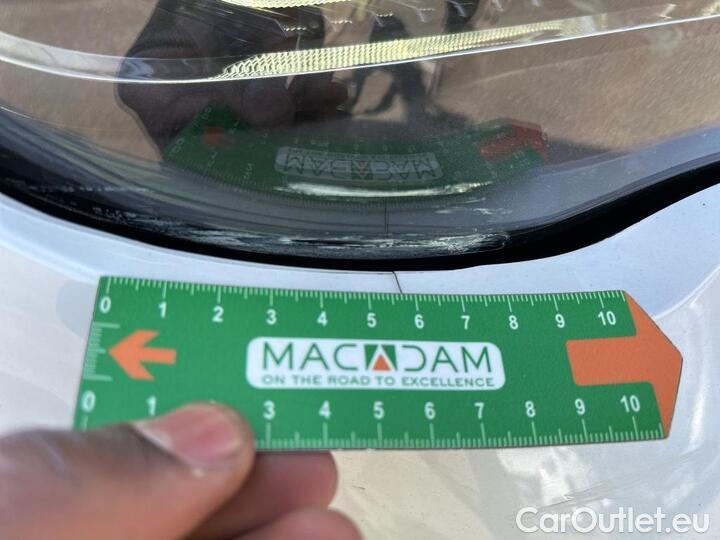 0 1 2 3 4 5 6 7 8 9 10
MACADAM
ON THE ROAD TO EXCELLENCE
0 1 3 4 5 6 7 8 9 10
CarOutlet.eu